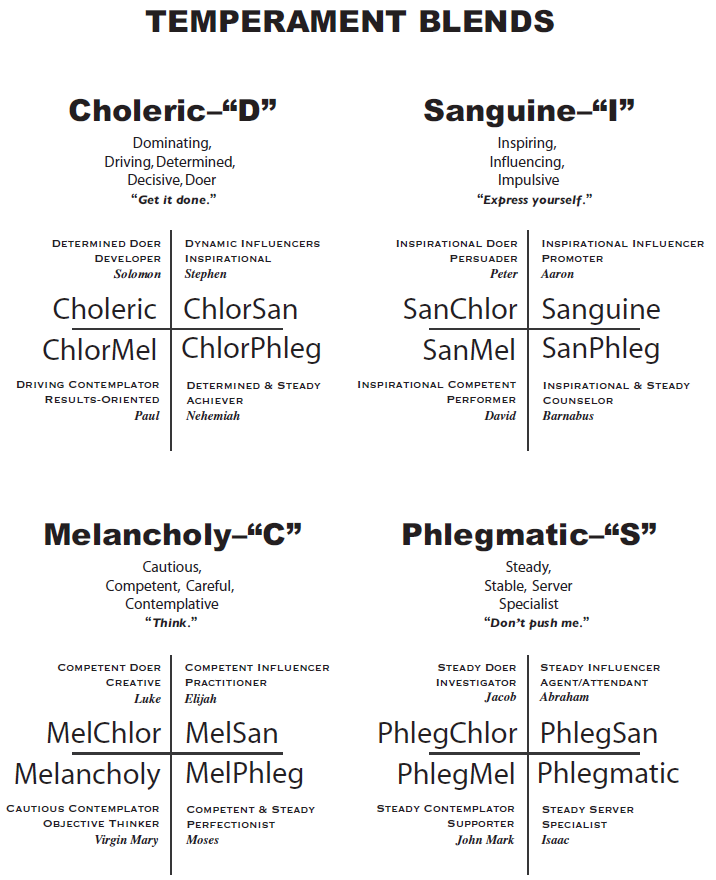 TEMPERAMENT BLENDS
Choleric–“D”
Dominating,
Driving, Determined,
Decisive, Doer
“Get it done.”
DETERMINED DOER
DEVELOPER
Solomon
DYNAMIC INFLUENCERS
INSPIRATIONAL
Stephen
Choleric
ChlorSan
ChlorMel
ChlorPhleg
DRIVING CONTEMPLATOR
RESULTS-ORIENTED
Paul
DETERMINED & STEADY
ACHIEVER
Nehemiah
Sanguine–“I”
Inspiring,
Influencing,
Impulsive
“Express yourself.”
INSPIRATIONAL DOER
PERSUADER
Peter
INSPIRATIONAL INFLUENCER
PROMOTER
Aaron
SanChlor
Sanguine
SanMel
SanPhleg
INSPIRATIONAL COMPETENT
PERFORMER
David
INSPIRATIONAL & STEADY
COUNSELOR
Barnabus
Melancholy–“C”
Cautious,
Competent, Careful,
Contemplative
“Think.”
COMPETENT DOER
CREATIVE
Luke
COMPETENT INFLUENCER
PRACTITIONER
Elijah
MelChlor
MelSan
Melancholy
MelPhleg
CAUTIOUS CONTEMPLATOR
OBJECTIVE THINKER
Virgin Mary
COMPETENT & STEADY
PERFECTIONIST
Moses
Phlegmatic–“S”
Steady,
Stable, Server
Specialist
“Don’t push me.”
STEADY DOER
INVESTIGATOR
Jacob
STEADY INFLUENCER
AGENT/ATTENDANT
Abraham
PhlegChlor
PhlegSan
PhlegMel
Phlegmatic
STEADY CONTEMPLATOR
SUPPORTER
John Mark
STEADY SERVER
SPECIALIST
Isaac